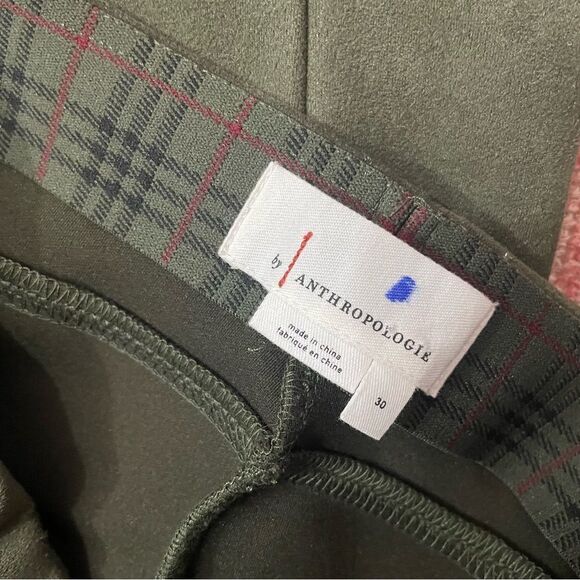 by ANTHROPOLOGIE
made in china
fabriqué en chine
30